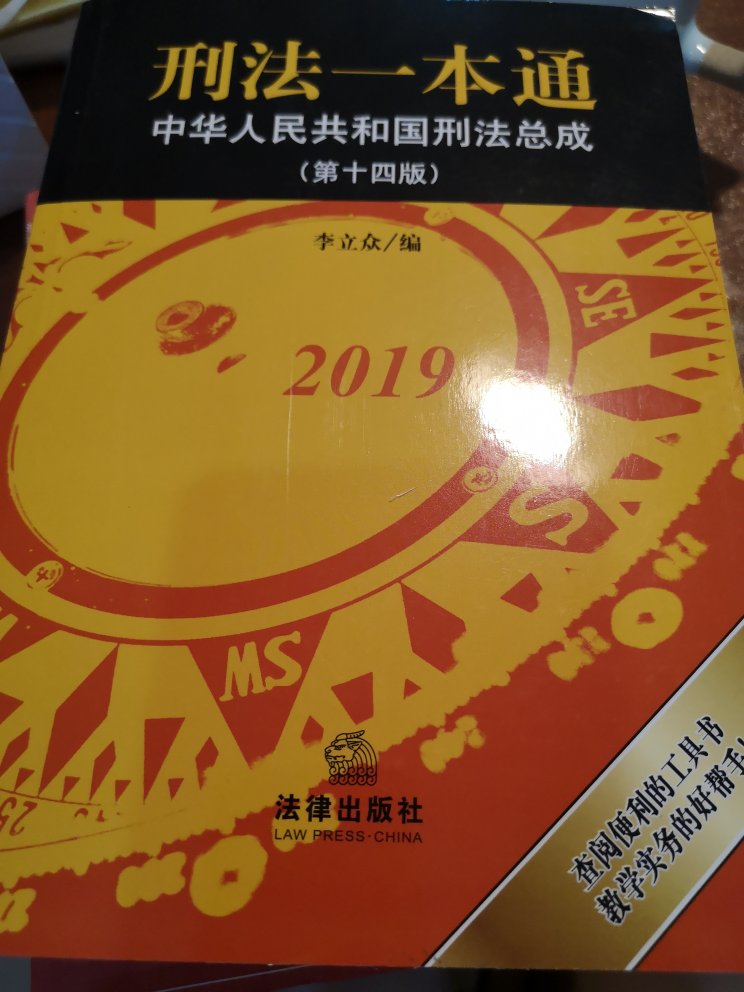 刑法一本通
中华人民共和国刑法总成
（第十四版）
李立众/编
2019
SE
S
SW
法律出版社
LAW PRESS·CHINA
查阅便利的工具书
教学实务的好帮手!